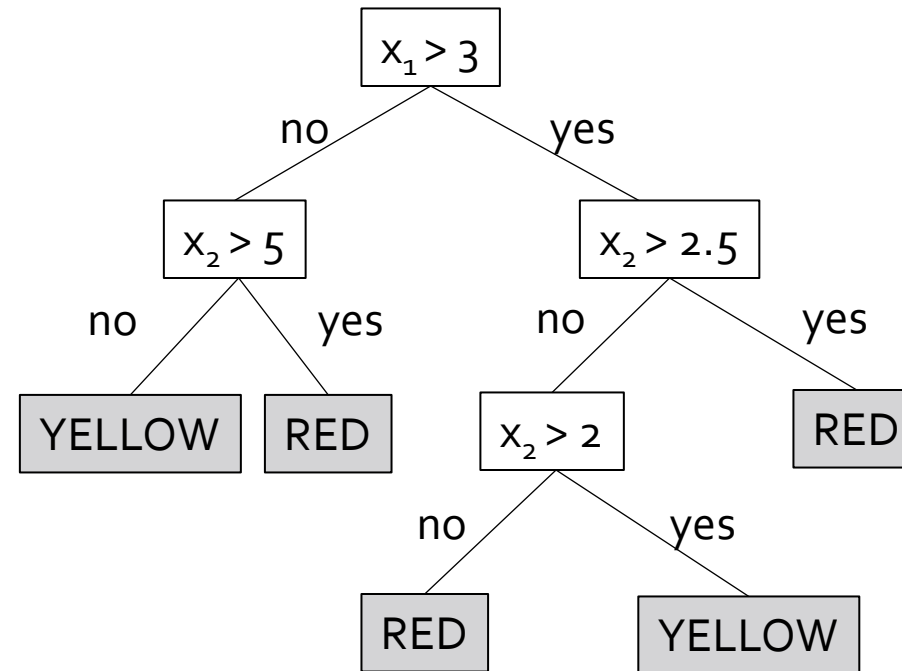 x₁ > 3
no yes
x₂ > 5 x₂ > 2.5
no yes no yes
YELLOW RED x₂ > 2 RED
no yes
RED YELLOW